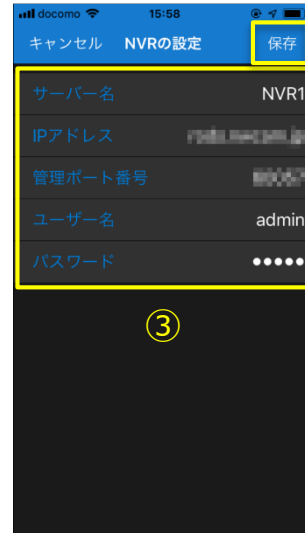 docomo 15:58
キャンセル NVRの設定 保存
サーバー名 NVR1
IPアドレス
管理ポート番号
ユーザー名 admin
パスワード ●●●●●
③